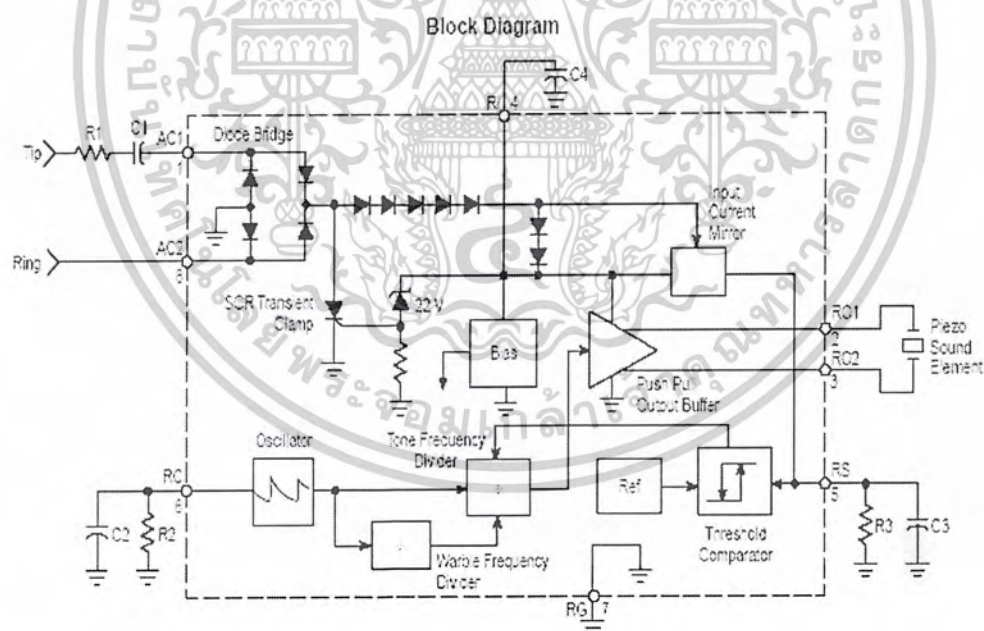 Block Diagram
C4
RI 4
R1
C1
AC1
Diode Bridge
Tip
1
Input
Current
Mirror
Ring
AC2
8
SCR Transient
Clamp
22 V
Bias
RO1
2
RO2
3
Piezo
Sound
Element
Push Pull
Output Buffer
Oscillator
Tone Frequency
Divider
RC
6
Ref
RS
5
C2
R2
Warble Frequency
Divider
Threshold
Comparator
R3
C3
RG 7